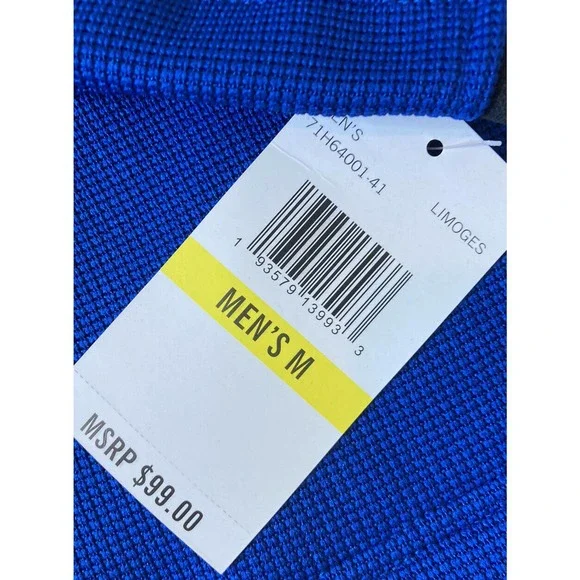 EN'S
71H64001.41
LIMOGES
1 93579 13993 3
MEN'S M
MSRP $99.00